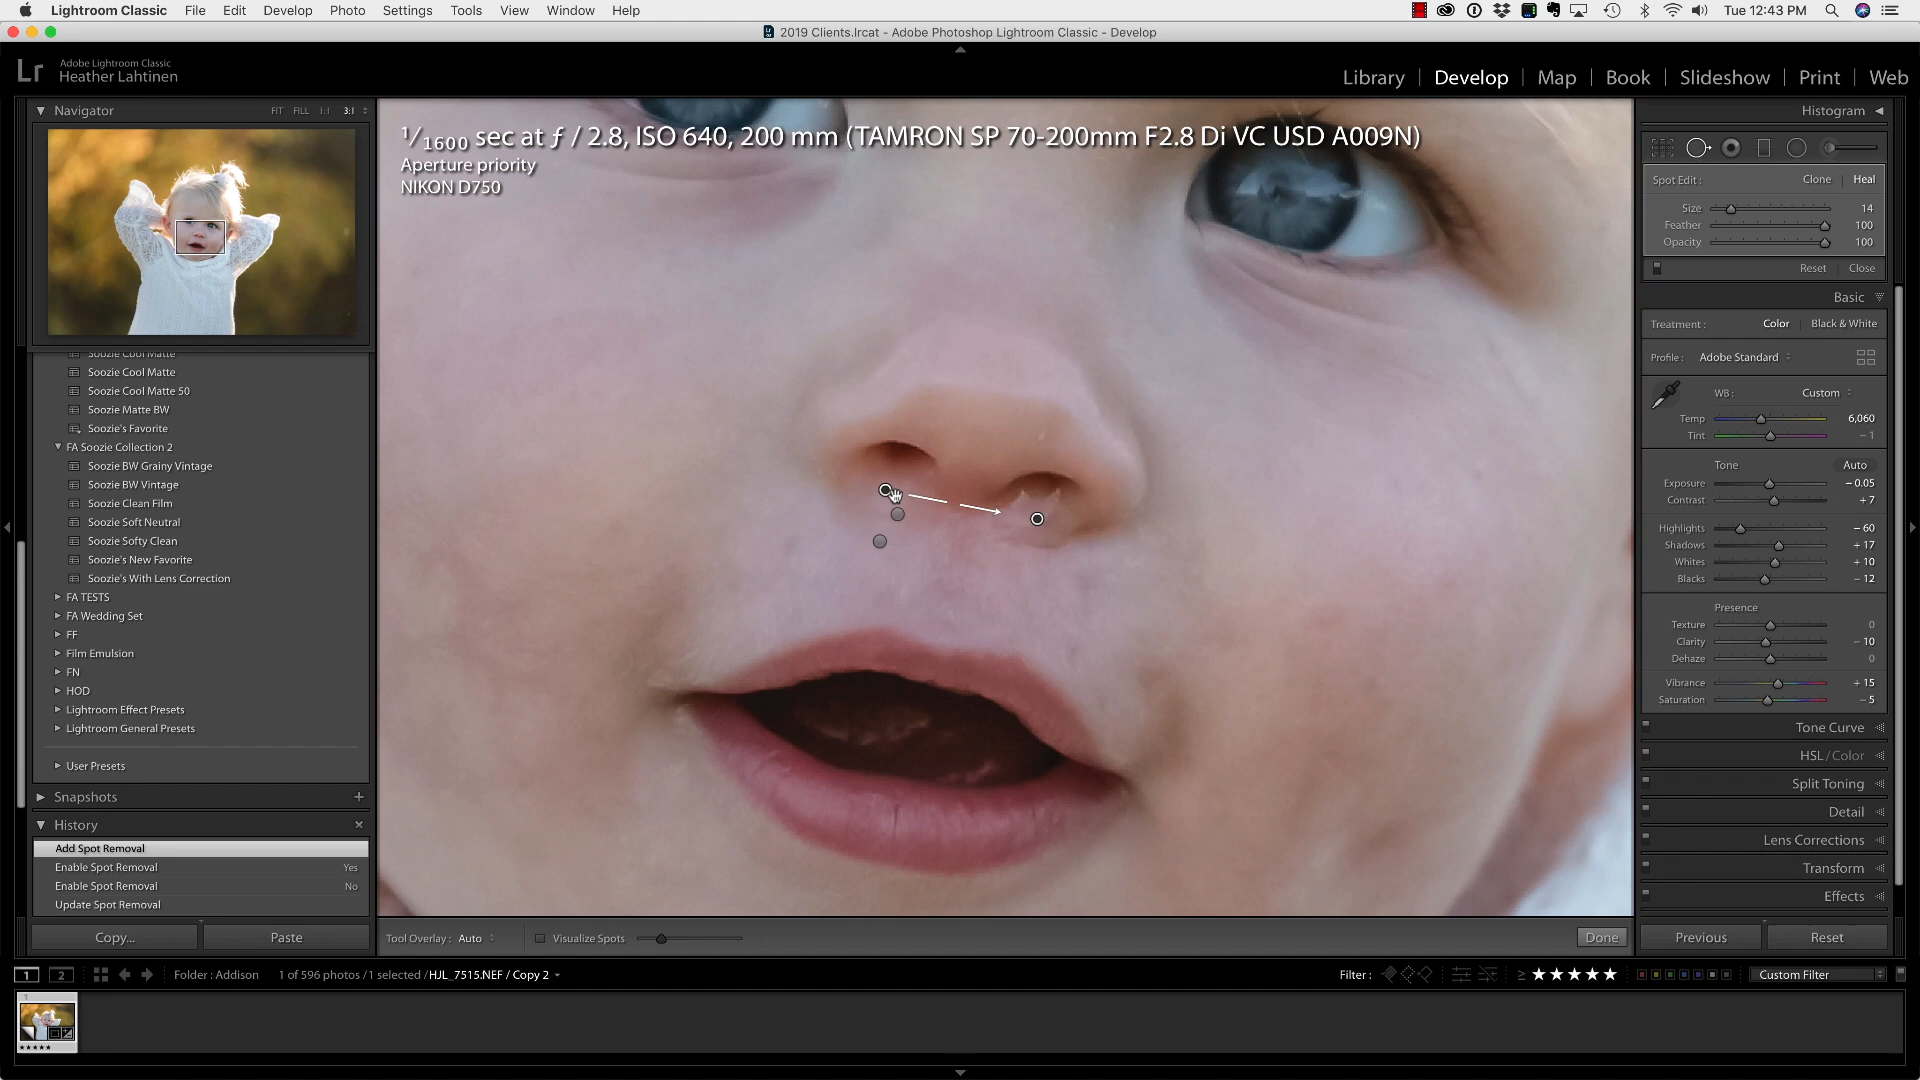 Lightroom Classic File Edit Develop Photo Settings Tools View Window Help Tue 12:43 PM
2019 Clients.lrcat - Adobe Photoshop Lightroom Classic - Develop
Lr
Adobe Lightroom Classic
Heather Lahtinen
Library | Develop | Map | Book | Slideshow | Print | Web
Navigator FIT FILL 1:1 3:1
Soozie Cool Matte
Soozie Cool Matte
Soozie Cool Matte 50
Soozie Matte BW
Soozie's Favorite
FA Soozie Collection 2
Soozie BW Grainy Vintage
Soozie BW Vintage
Soozie Clean Film
Soozie Soft Neutral
Soozie Softy Clean
Soozie's New Favorite
Soozie's With Lens Correction
FA TESTS
FA Wedding Set
FF
Film Emulsion
FN
HOD
Lightroom Effect Presets
Lightroom General Presets
User Presets
Snapshots +
History ×
Add Spot Removal
Enable Spot Removal Yes
Enable Spot Removal No
Update Spot Removal
Copy... Paste
1/1600 sec at ƒ / 2.8, ISO 640, 200 mm (TAMRON SP 70-200mm F2.8 Di VC USD A009N)
Aperture priority
NIKON D750
Tool Overlay : Auto Visualize Spots Done
Histogram
Spot Edit : Clone | Heal
Size 14
Feather 100
Opacity 100
Reset | Close
Basic
Treatment : Color | Black & White
Profile : Adobe Standard
WB : Custom
Temp 6,060
Tint – 1
Tone Auto
Exposure – 0.05
Contrast + 7
Highlights – 60
Shadows + 17
Whites + 10
Blacks – 12
Presence
Texture 0
Clarity – 10
Dehaze 0
Vibrance + 15
Saturation – 5
Tone Curve
HSL / Color
Split Toning
Detail
Lens Corrections
Transform
Effects
Previous Reset
1 2 Folder : Addison 1 of 596 photos /1 selected /HJL_7515.NEF / Copy 2 Filter : ≥ ★★★★★ Custom Filter
1
★★★★★